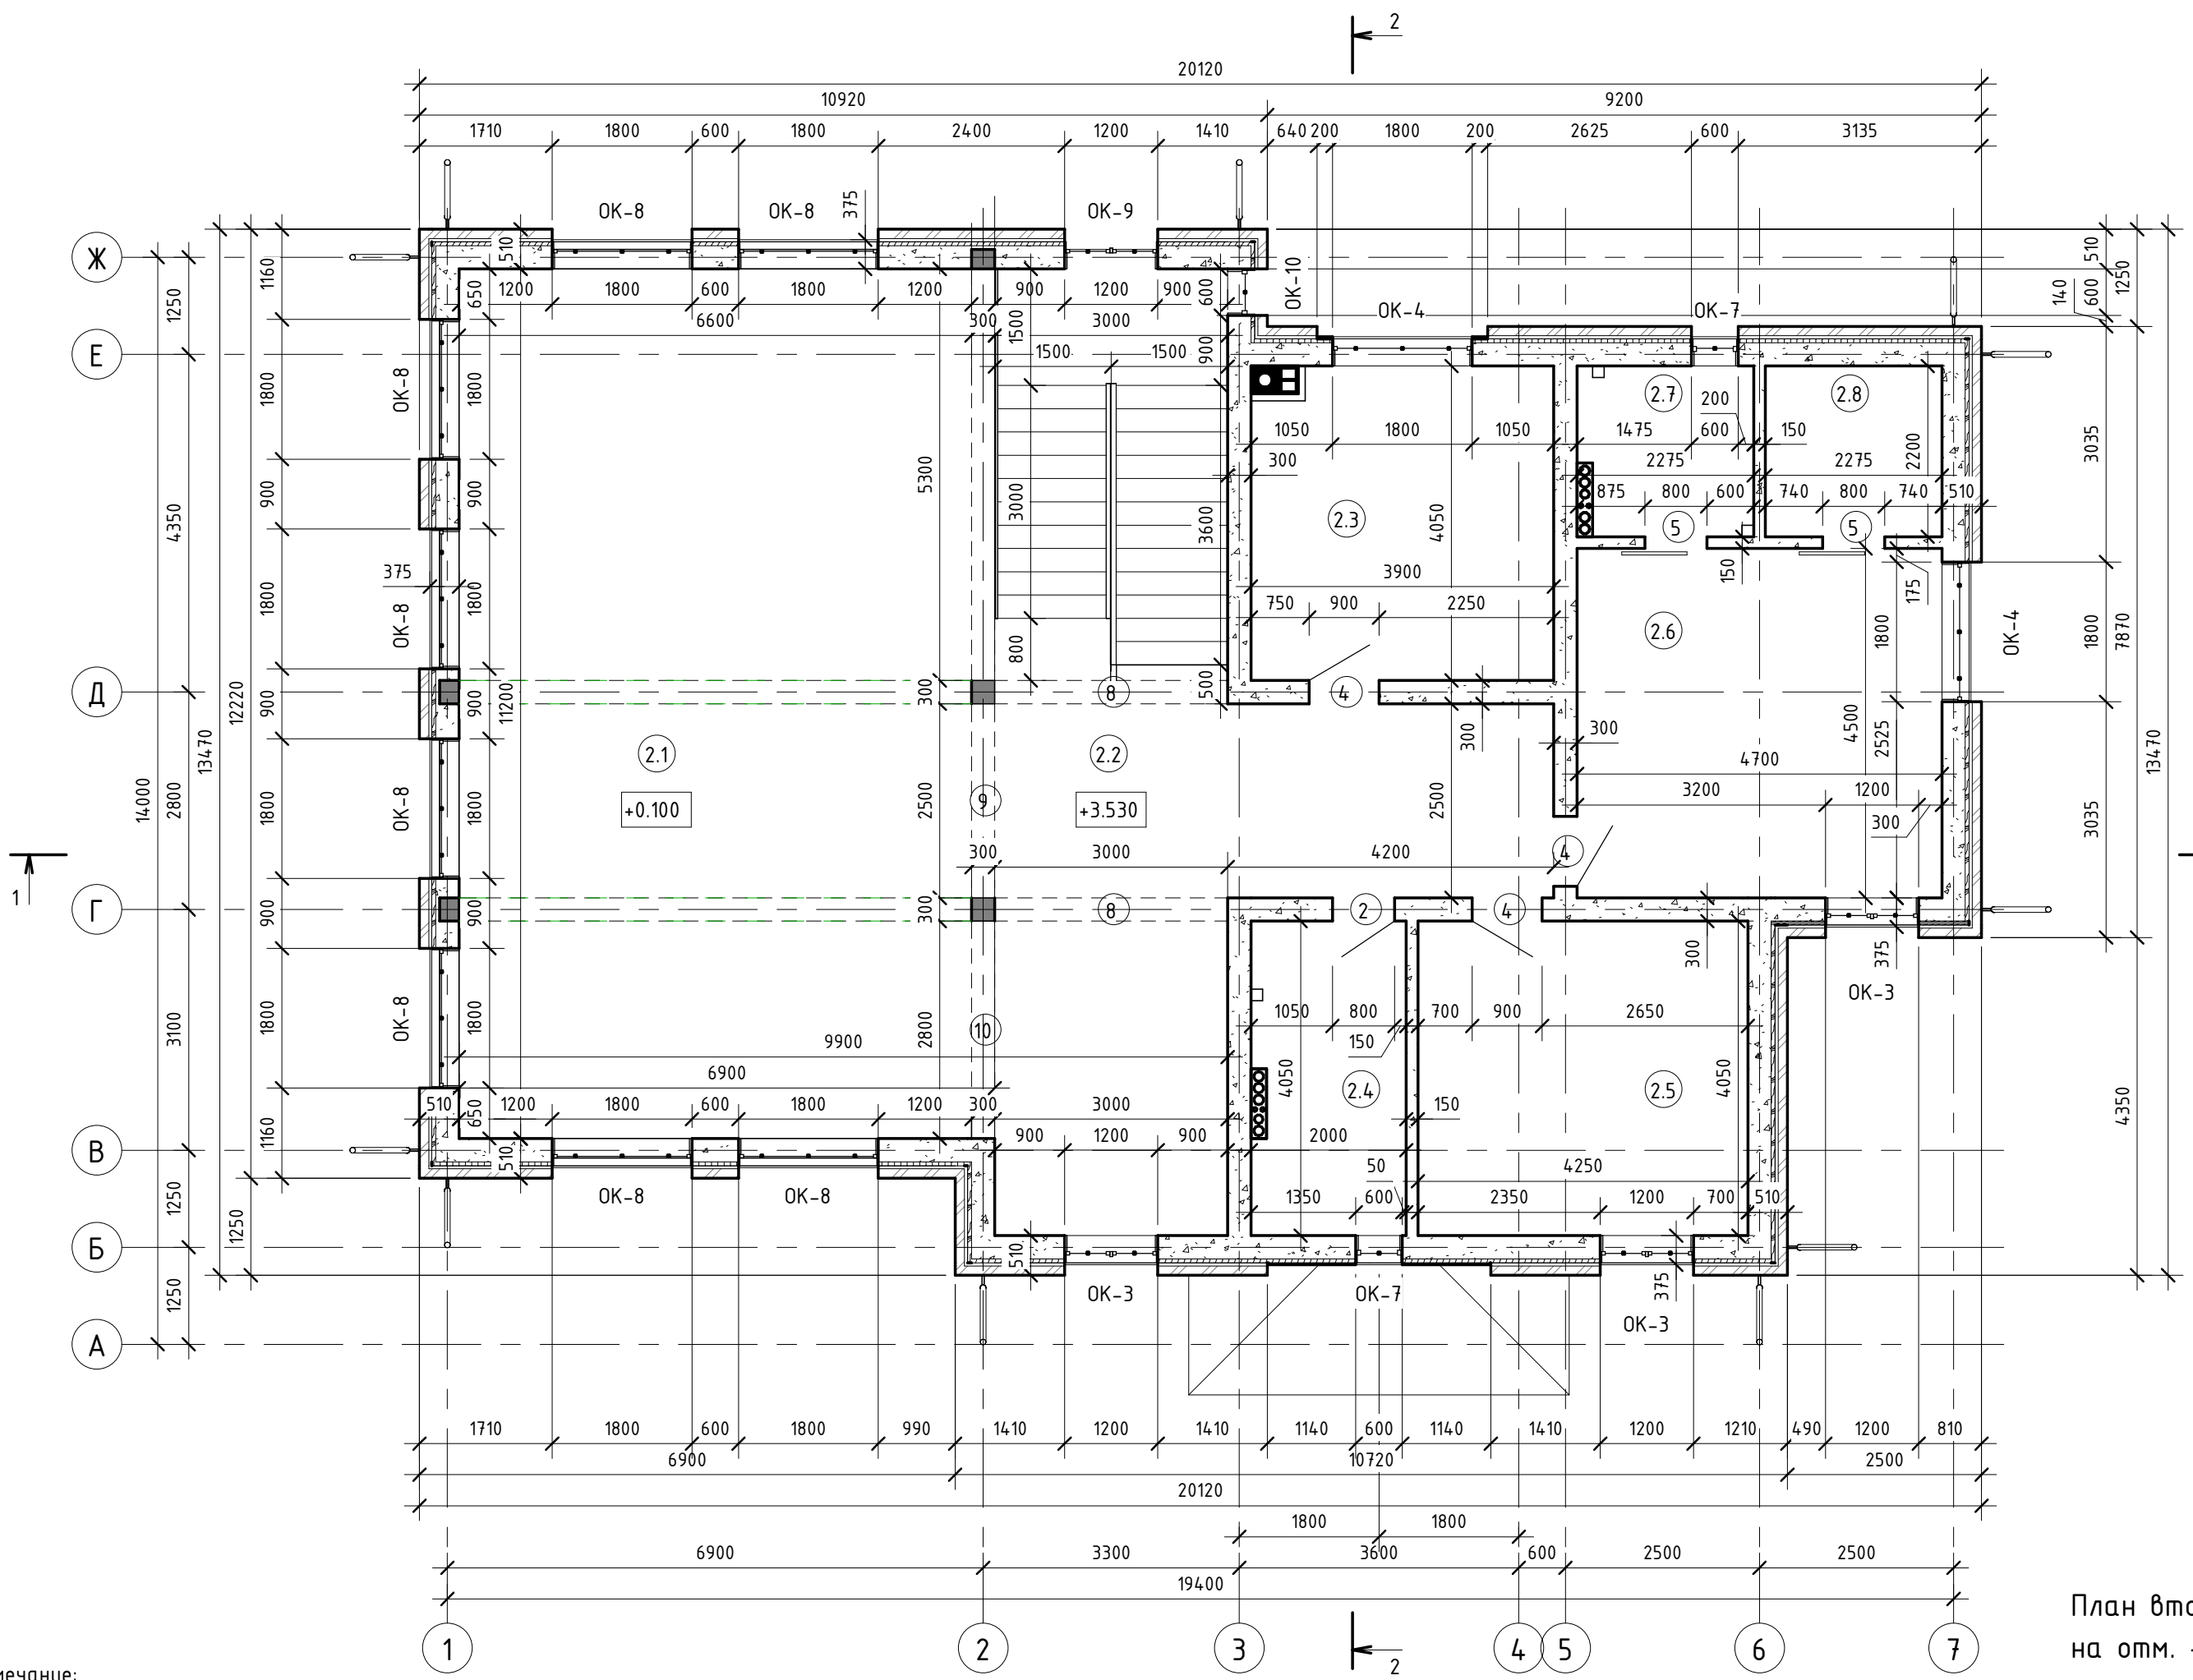 2
20120
10920 9200
1710 1800 600 1800 2400 1200 1410 640 200 1800 200 2625 600 3135
ОК-8 ОК-8 375 ОК-9 ОК-10 ОК-4 ОК-7
Ж 510 510 1250
1250 1160 650 1200 1800 600 1800 1200 900 1200 900 600 140 600
6600 300 1500 3000
Е 1500 1500 900
ОК-8 1800 1800 2.7 2.8
200
1050 1800 1050 1475 600 150 2200 3035
300 2275 2275
4350 900 900 5300 3000 3600 875 800 600 740 800 740 510
2.3 4050 5 5
375 3900 150 175
ОК-8 1800 1800 750 900 2250 2.6 1800 ОК-4 1800 7870
800
Д 900 900 11200 300 8 500 4
13470 12220 300 300 4500 2525 13470
14000 2800 2.1 2.2 4700
ОК-8 1800 1800 +0.100 2500 9 +3.530 2500 3200 1200 3035
300
1 300 3000 4200 4
Г 900 900 300 8 2 4
300 375
ОК-3
ОК-8 1800 1800 10 1050 800 700 900 2650
3100 9900 2800 150
6900 4050 2.4 2.5 4050
510 650 1200 1800 600 1800 1200 300 3000 150 4350
В 1160 510 900 1200 900 2000
50 4250
ОК-8 ОК-8 1350 600 2350 1200 700 510
1250 1250
Б 510 375
ОК-3 ОК-7
1250 ОК-3
А
1710 1800 600 1800 990 1410 1200 1410 1140 600 1140 1410 1200 1210 490 1200 810
6900 10720 2500
20120
1800 1800
6900 3300 3600 600 2500 2500
19400
План вто
на отм.
1 2 3 4 5 6 7
2
мечание: